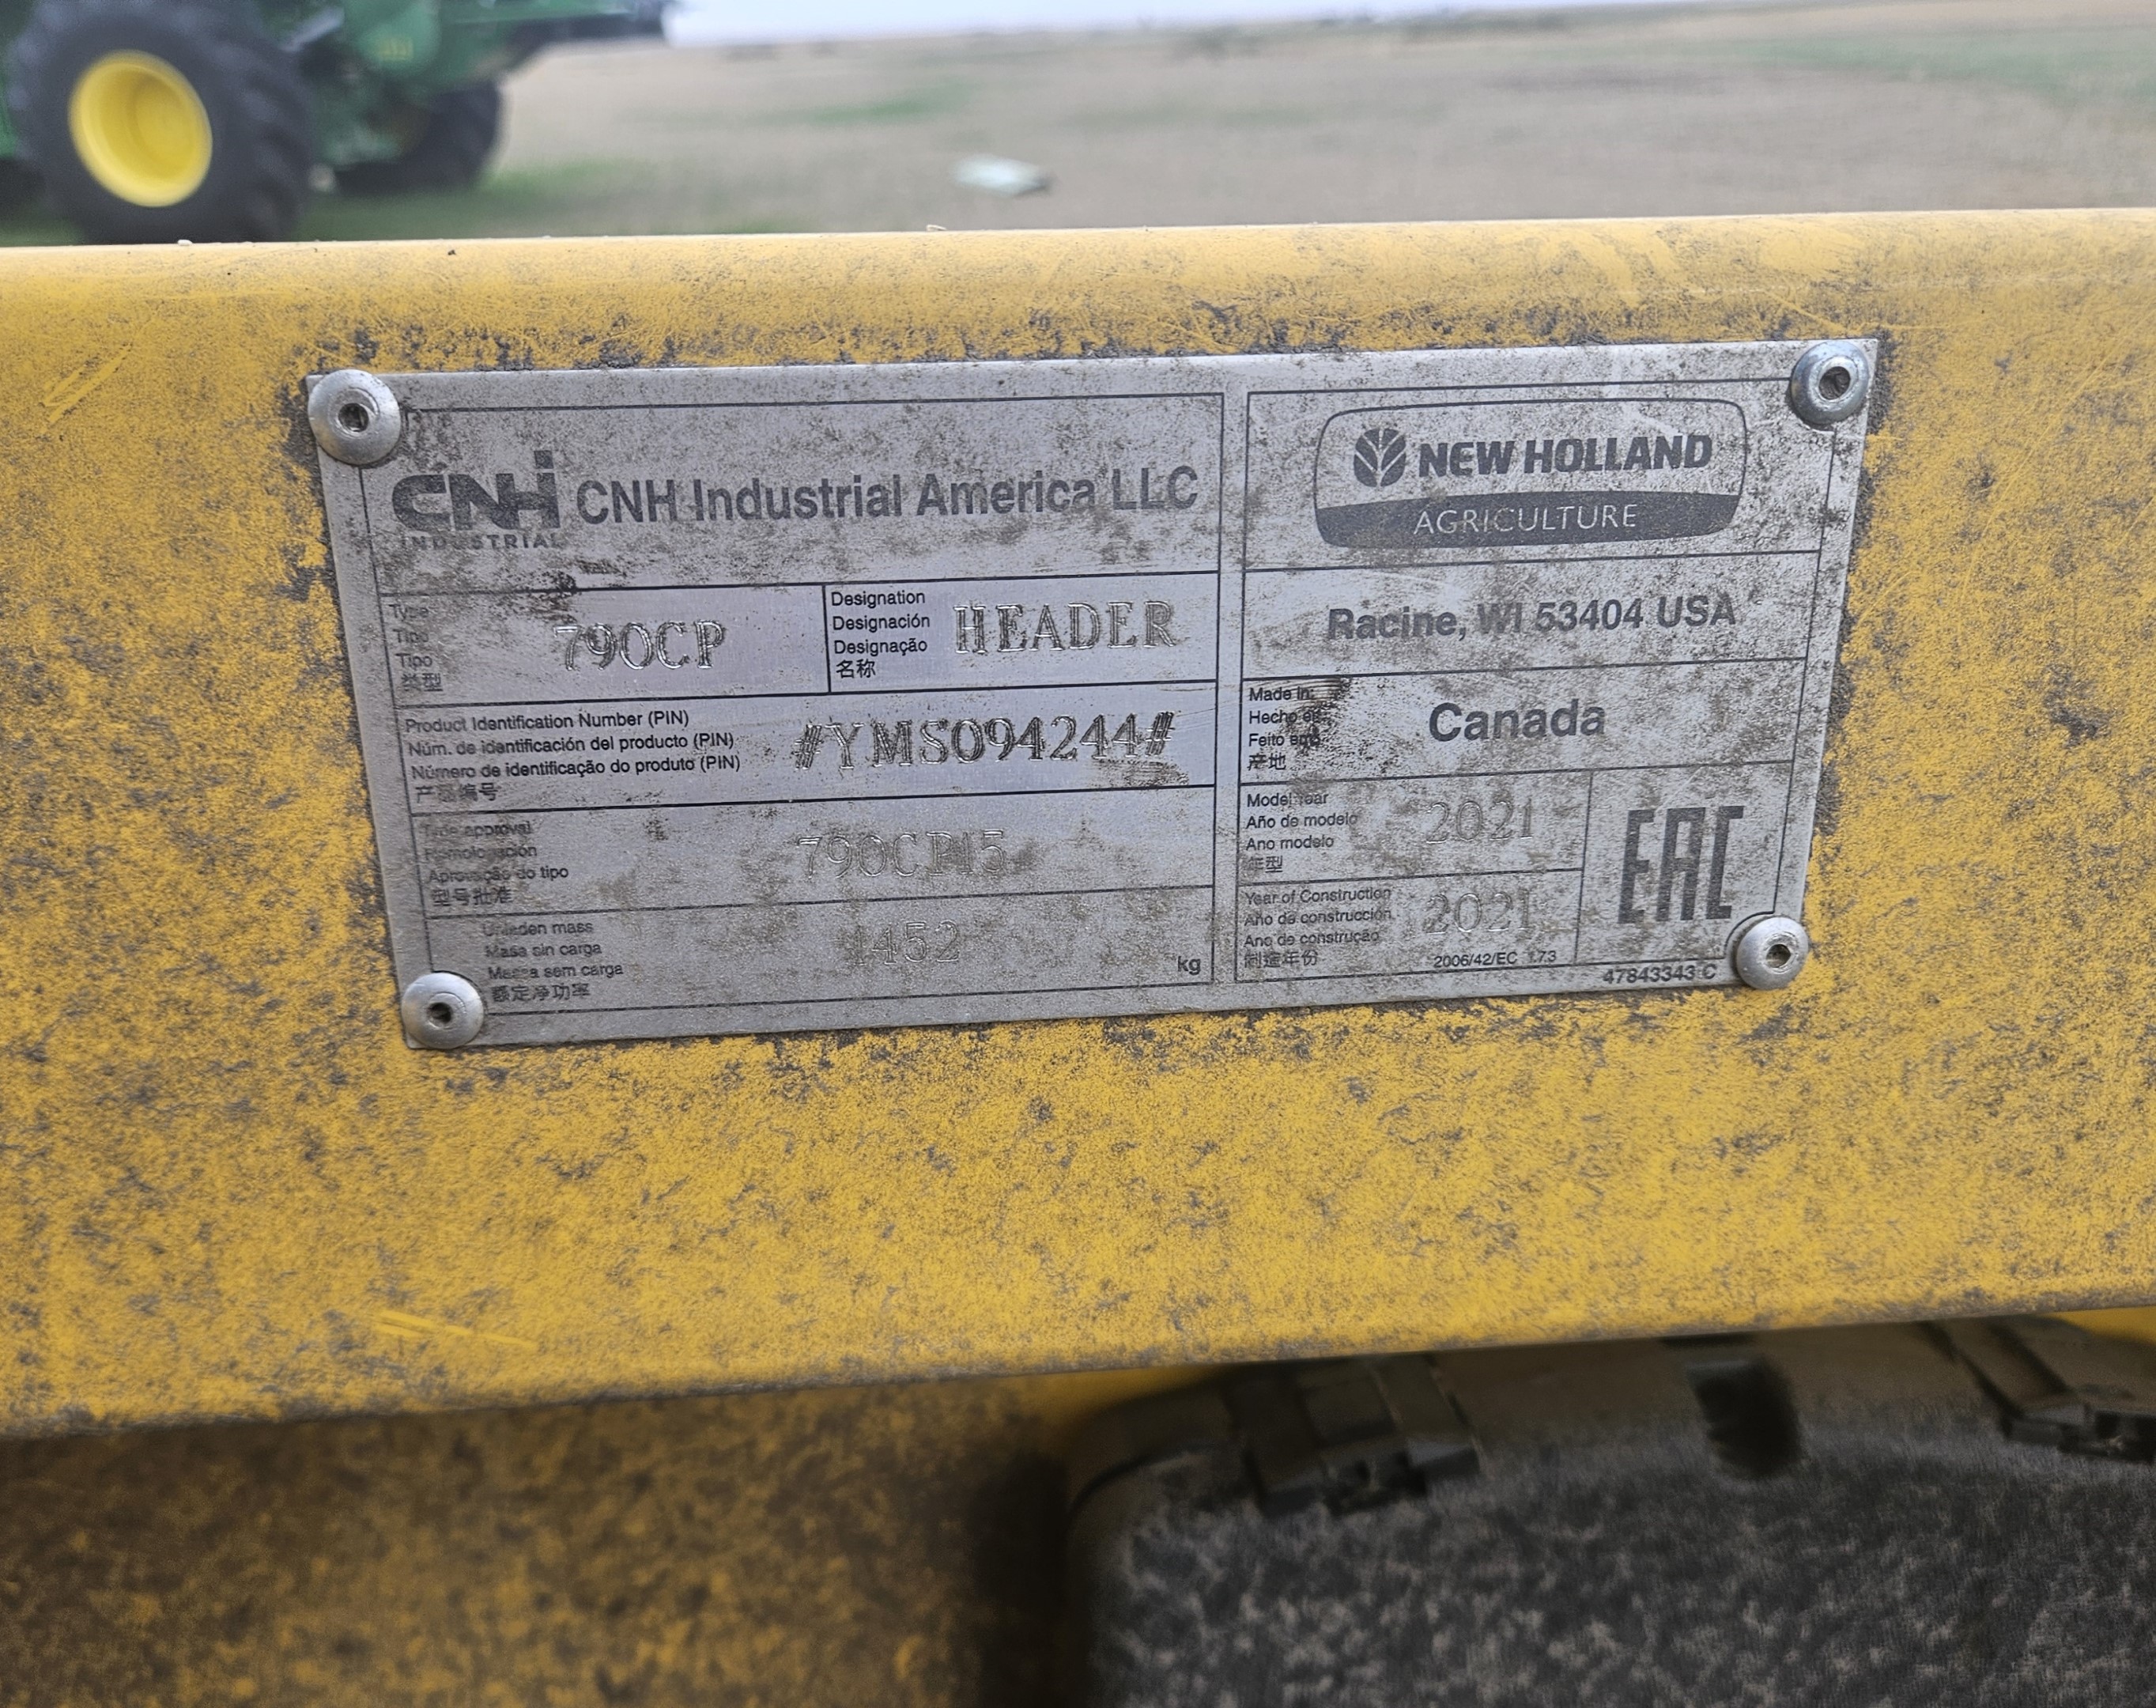 CNH INDUSTRIAL CNH Industrial America LLC
Type
Tipo
Tipo
类型
790CP
Designation
Designación
Designação
名称
HEADER
Product Identification Number (PIN)
Núm. de identificación del producto (PIN)
Número de identificação do produto (PIN)
产品编号
#YMS094244#
Type approval
Homologación
Aprovação do tipo
型号批准
790CP15
Unladen mass
Masa sin carga
Massa sem carga
额定净功率
1452
kg
NEW HOLLAND
AGRICULTURE
Racine, WI 53404 USA
Made in:
Hecho en:
Feito em:
产地
Canada
Model Year
Año de modelo
Ano modelo
年型
2021
Year of Construction
Año de construcción
Ano de construção
制造年份
2021
EAC
2006/42/EC 1.7.3
47843343 C